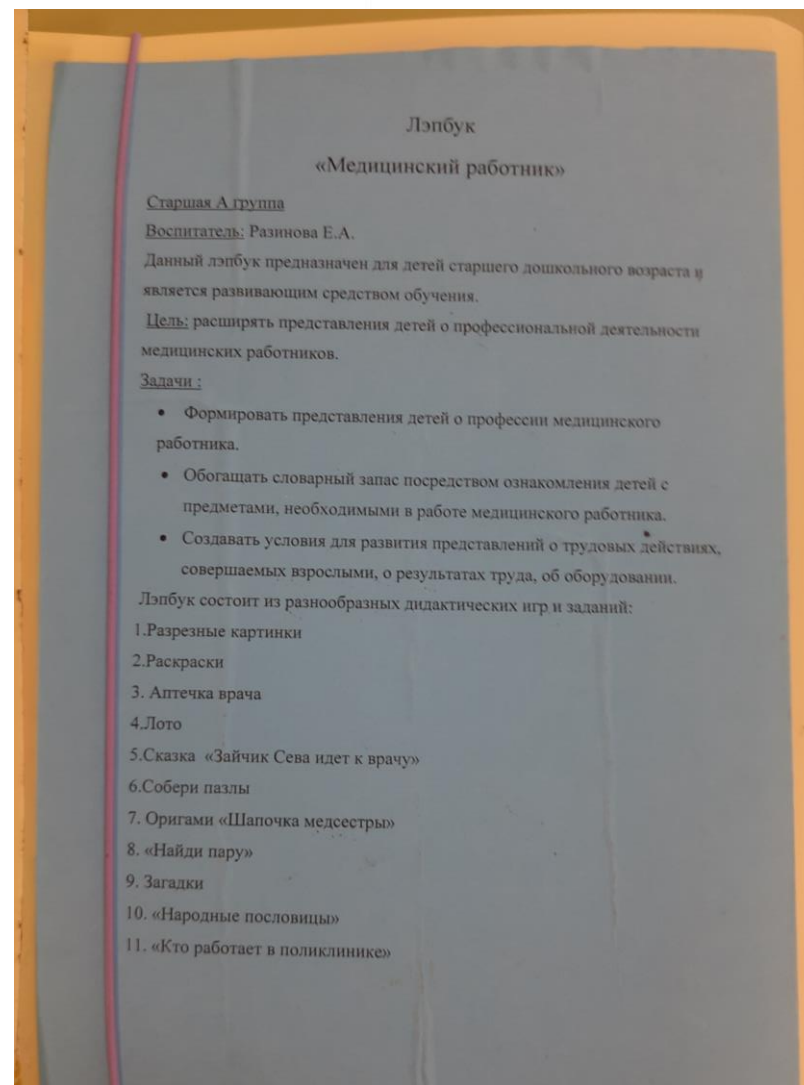 Лэпбук
«Медицинский работник»
Старшая А группа
Воспитатель: Разинова Е.А.
Данный лэпбук предназначен для детей старшего дошкольного возраста и
является развивающим средством обучения.
Цель: расширять представления детей о профессиональной деятельности
медицинских работников.
Задачи :
• Формировать представления детей о профессии медицинского
работника.
• Обогащать словарный запас посредством ознакомления детей с
предметами, необходимыми в работе медицинского работника.
• Создавать условия для развития представлений о трудовых действиях,
совершаемых взрослыми, о результатах труда, об оборудовании.
Лэпбук состоит из разнообразных дидактических игр и заданий:
1.Разрезные картинки
2.Раскраски
3. Аптечка врача
4.Лото
5.Сказка «Зайчик Сева идет к врачу»
6.Собери пазлы
7. Оригами «Шапочка медсестры»
8. «Найди пару»
9. Загадки
10. «Народные пословицы»
11. «Кто работает в поликлинике»